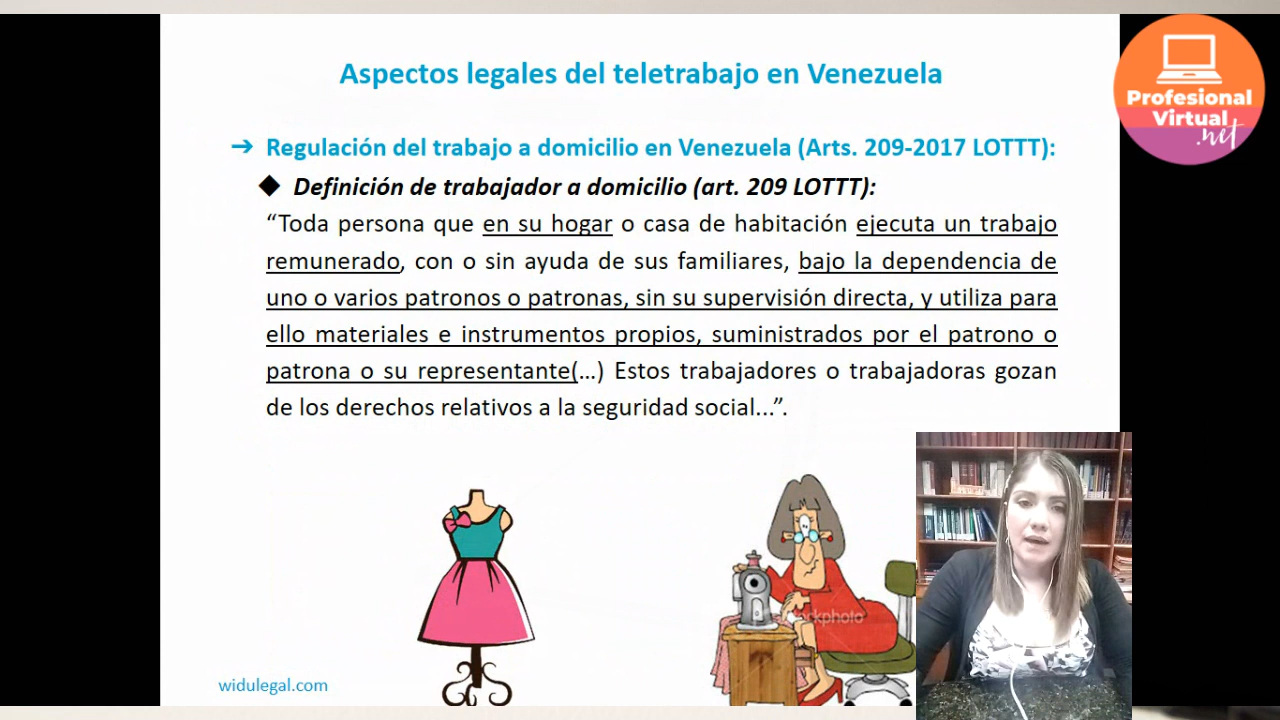 Aspectos legales del teletrabajo en Venezuela
Profesional
Virtual
.net
➔ Regulación del trabajo a domicilio en Venezuela (Arts. 209-2017 LOTTT):
◆ Definición de trabajador a domicilio (art. 209 LOTTT):
“Toda persona que en su hogar o casa de habitación ejecuta un trabajo
remunerado, con o sin ayuda de sus familiares, bajo la dependencia de
uno o varios patronos o patronas, sin su supervisión directa, y utiliza para
ello materiales e instrumentos propios, suministrados por el patrono o
patrona o su representante(…) Estos trabajadores o trabajadoras gozan
de los derechos relativos a la seguridad social...”.
widulegal.com